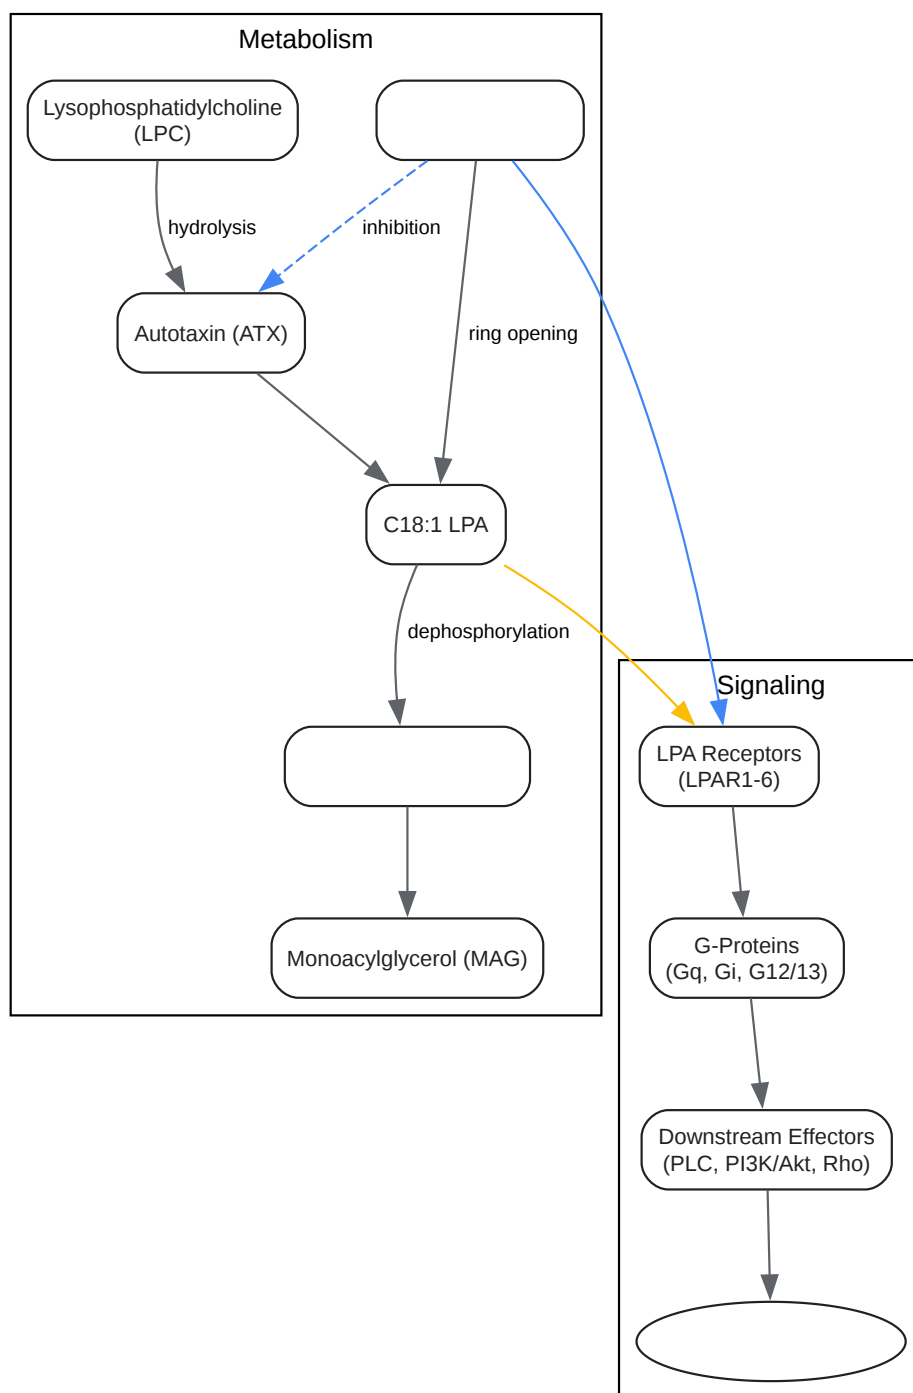 Metabolism
Lysophosphatidylcholine
(LPC)
hydrolysis
inhibition
Autotaxin (ATX)
ring opening
C18:1 LPA
dephosphorylation
Monoacylglycerol (MAG)
Signaling
LPA Receptors
(LPAR1-6)
G-Proteins
(Gq, Gi, G12/13)
Downstream Effectors
(PLC, PI3K/Akt, Rho)